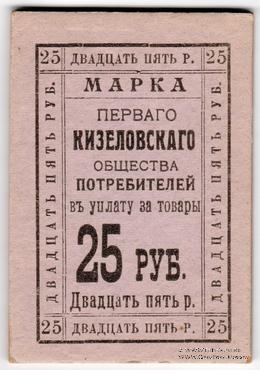 25 ДВАДЦАТЬ ПЯТЬ Р. 25
МАРКА
ПЕРВАГО
КИЗЕЛОВСКАГО
ОБЩЕСТВА
ПОТРЕБИТЕЛЕЙ
въ уплату за товары
25 РУБ.
Двадцать пять р.
25 ДВАДЦАТЬ ПЯТЬ Р. 25
ДВАДЦАТЬ ПЯТЬ РУБ.
ДВАДЦАТЬ ПЯТЬ РУБ.